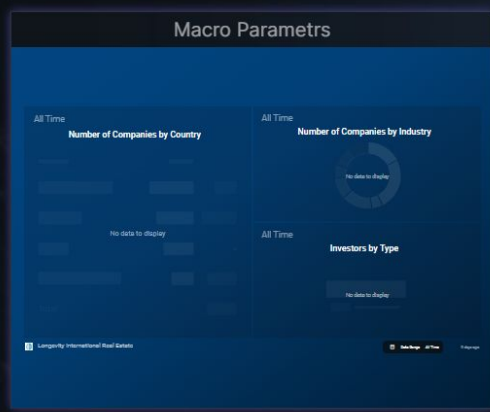 Macro Parametrs
All Time
Number of Companies by Country
No data to display
All Time
Number of Companies by Industry
No data to display
All Time
Investors by Type
No data to display
Longevity International Real Estate
Date Range All Time